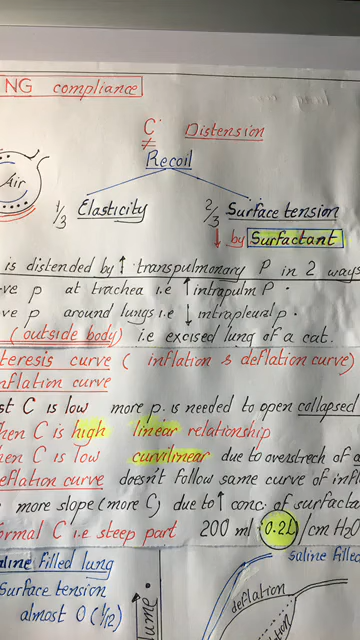 NG compliance
C Distension
≠
Recoil
Air
1/3 Elasticity 2/3 Surface tension
↓ by Surfactant
is distended by ↑ transpulmonary P in 2 ways
ve p at trachea i.e ↑ intrapulm P.
ve p around lungs i.e ↓ intrapleural p.
(outside body) i.e excised lung of a cat.
teresis curve ( inflation & deflation curve)
nflation curve
st C is low more p. is needed to open collapsed
hen C is high linear relationship
hen C is low curvilinear due to overstrech of a
eflation curve doesn't follow same curve of infl
more slope (more C) due to ↑ conc. of surfacta
ormal C i.e steep part 200 ml 0.2L /cm H2O
aline filled lung saline filled
Surface tension
almost 0 (1/12)
lume.
deflation